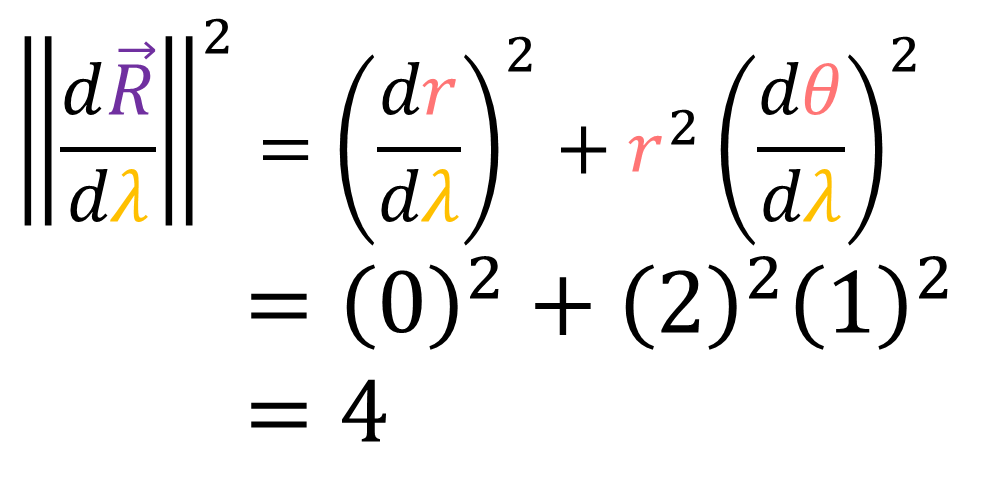 ‖dR⃗/dλ‖² = (dr/dλ)² + r² (dθ/dλ)²
= (0)² + (2)²(1)²
= 4